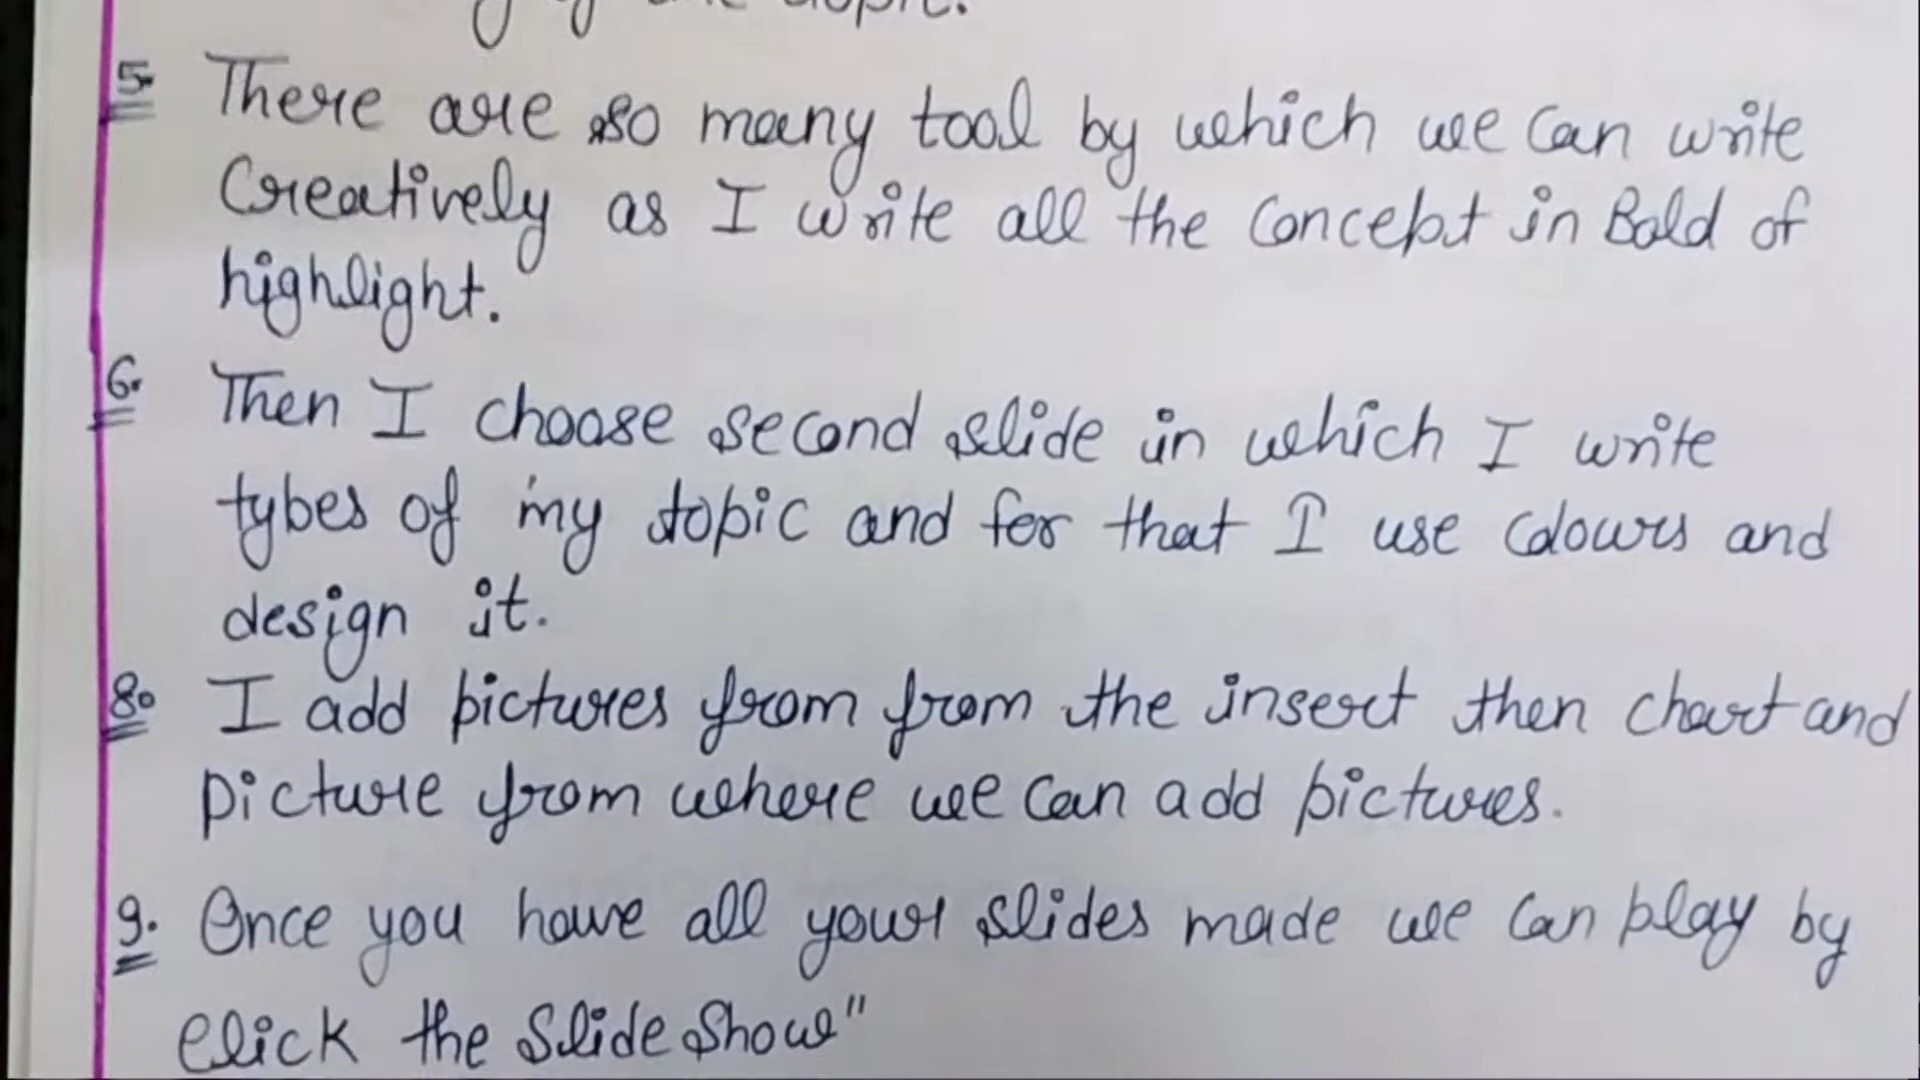 topic.
5. There are so many tool by which we can write
Creatively as I write all the concept in Bold of
highlight.
6. Then I choose second slide in which I write
types of my topic and for that I use colours and
design it.
8. I add pictures from from the insert then chart and
picture from where we can add pictures.
9. Once you have all your slides made we can play by
click the Slide Show"